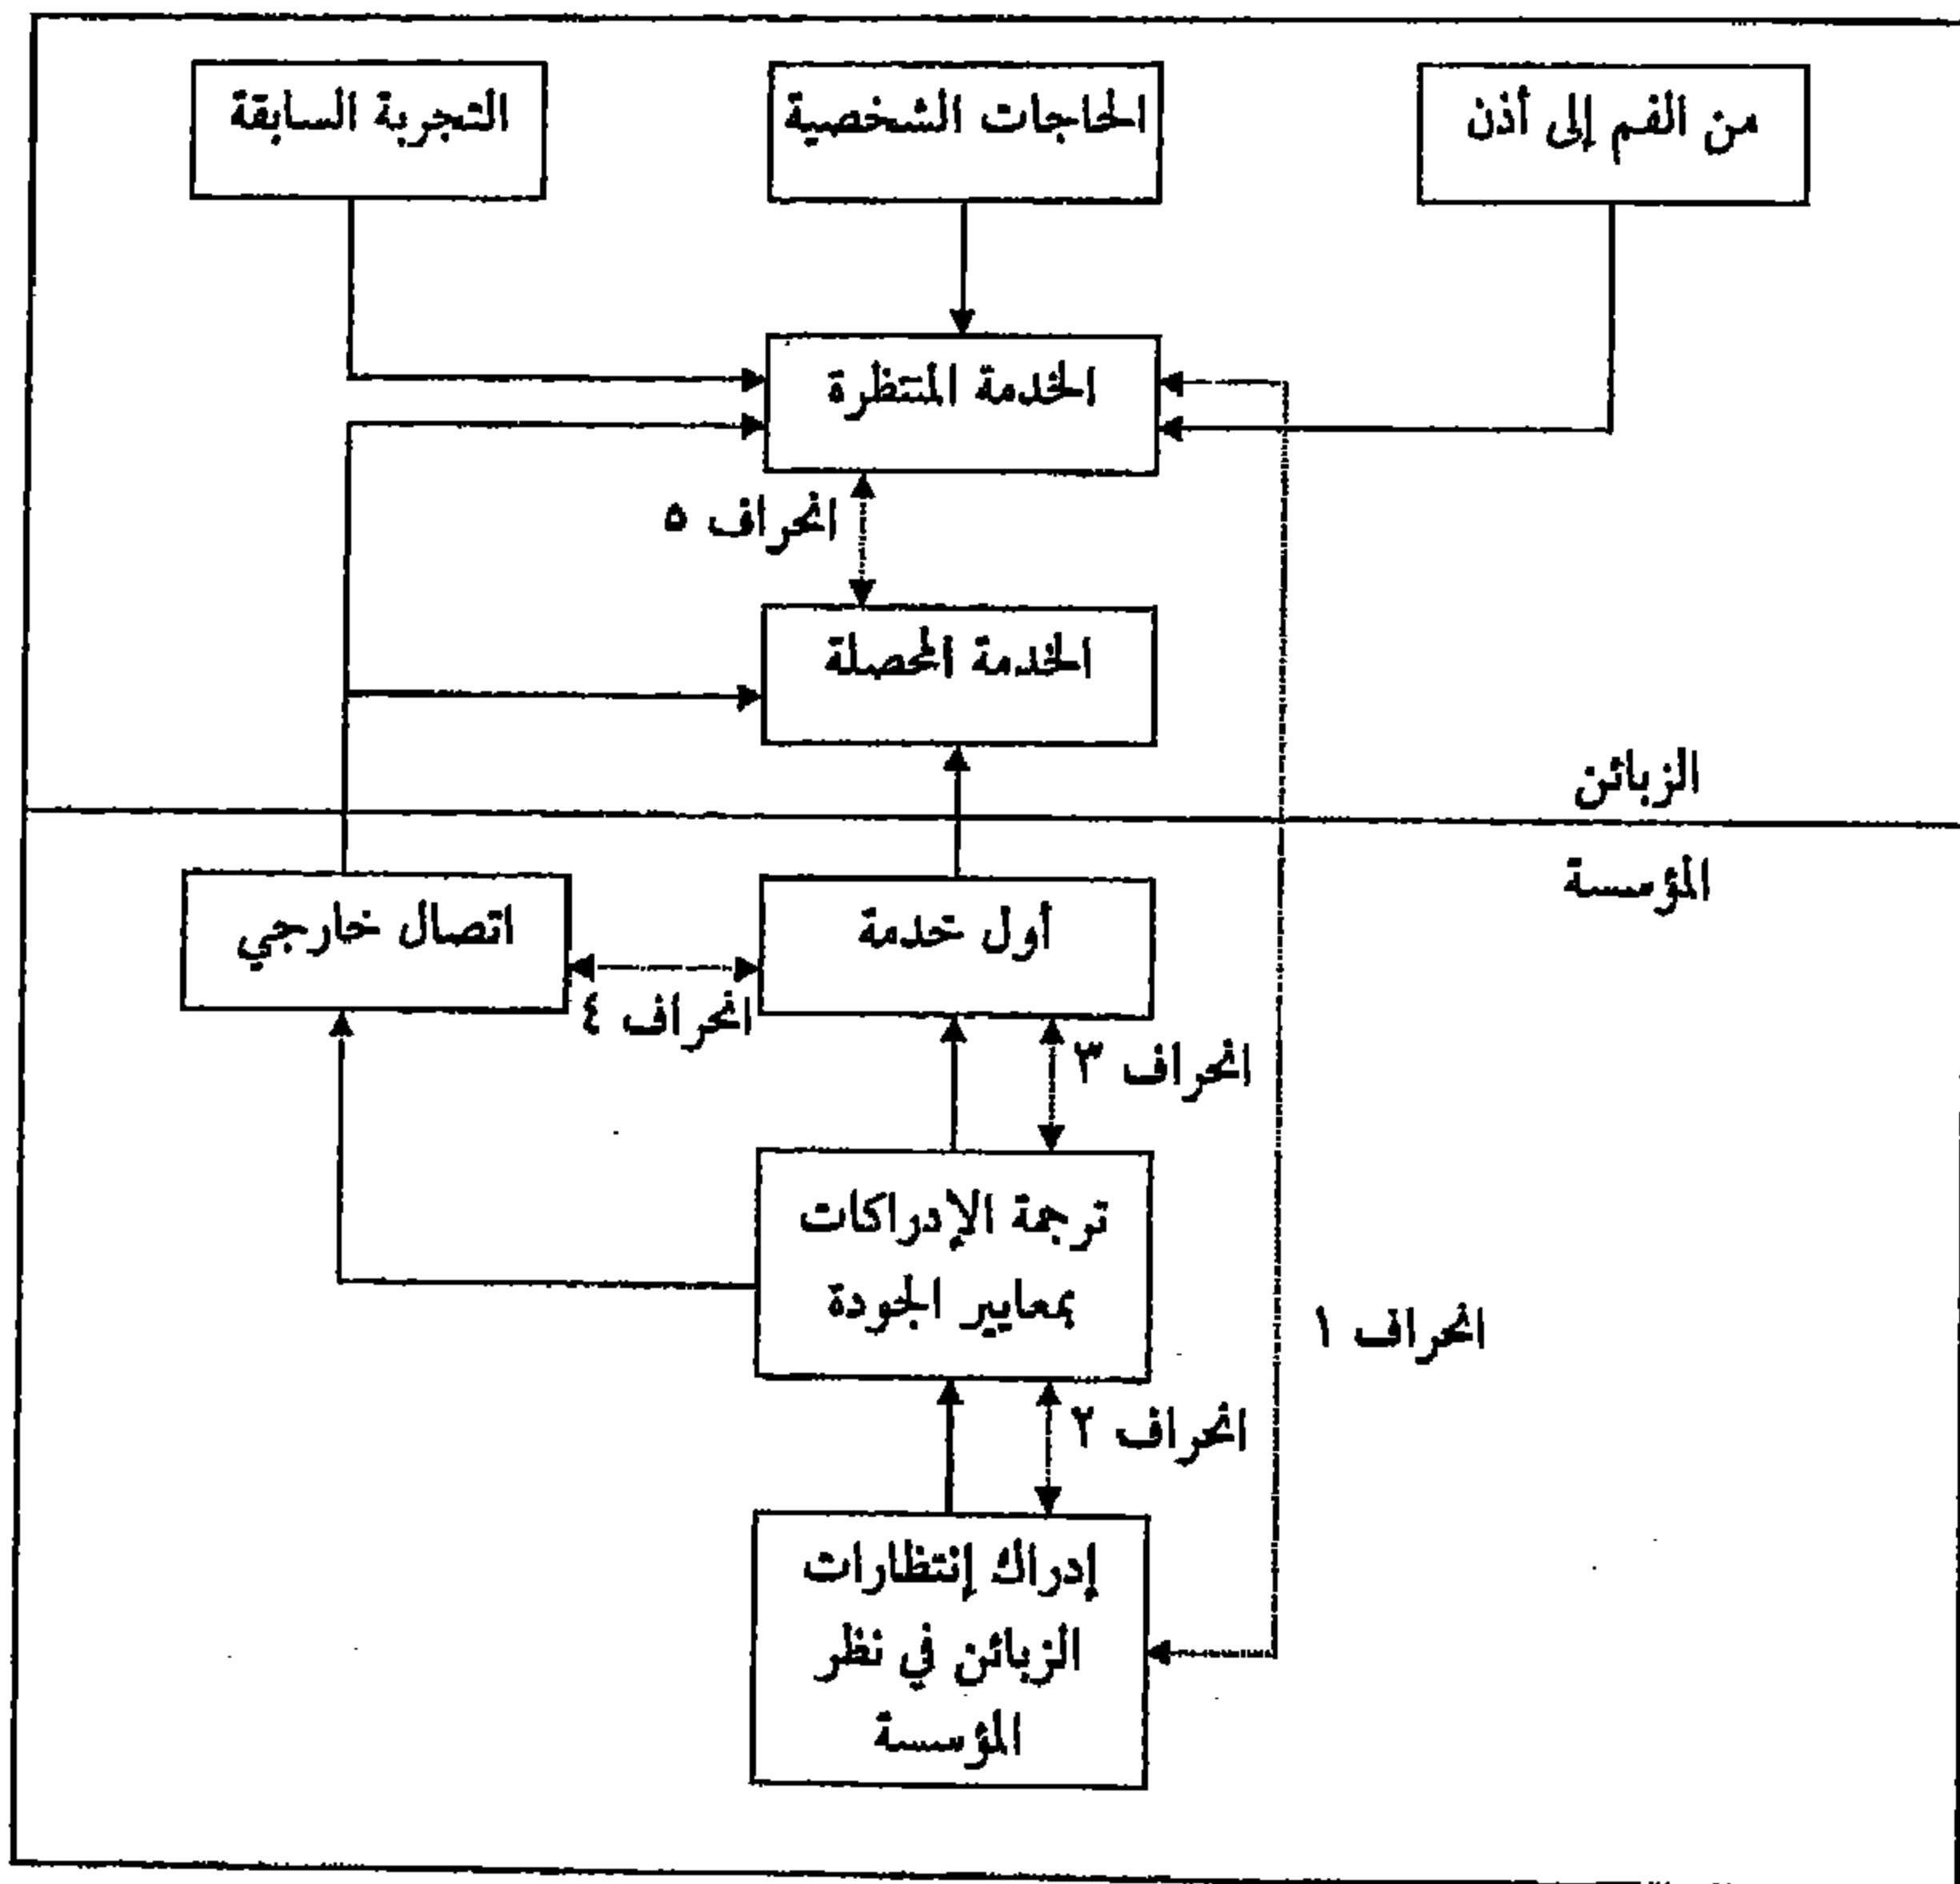 من الفم إلى أذن
الحاجات الشخصية
التجربة السابقة
الخدمة المنتظرة
انحراف ٥
الخدمة المحصلة
الزبائن
المؤسسة
أول خدمة
اتصال خارجي
انحراف ٤
انحراف ٣
ترجمة الإدراكات
بمعايير الجودة
انحراف ١
انحراف ٢
إدراك إنتظارات
الزبائن في نظر
المؤسسة